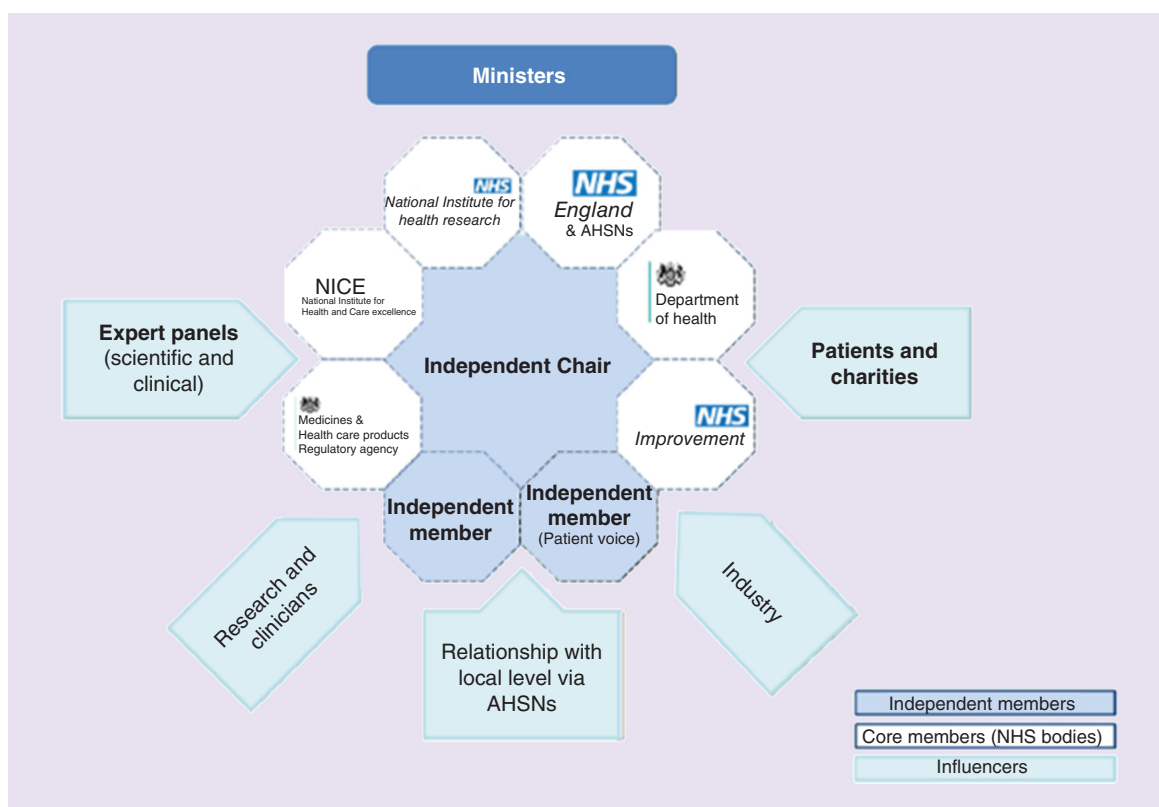 Ministers
NHS
National Institute for
health research
NHS
England
& AHSNs
NICE
National Institute for
Health and Care excellence
Department
of health
Expert panels
(scientific and
clinical)
Independent Chair
Patients and
charities
Medicines &
Health care products
Regulatory agency
NHS
Improvement
Independent
member
Independent
member
(Patient voice)
Research and
clinicians
Relationship with
local level via
AHSNs
Industry
Independent members
Core members (NHS bodies)
Influencers